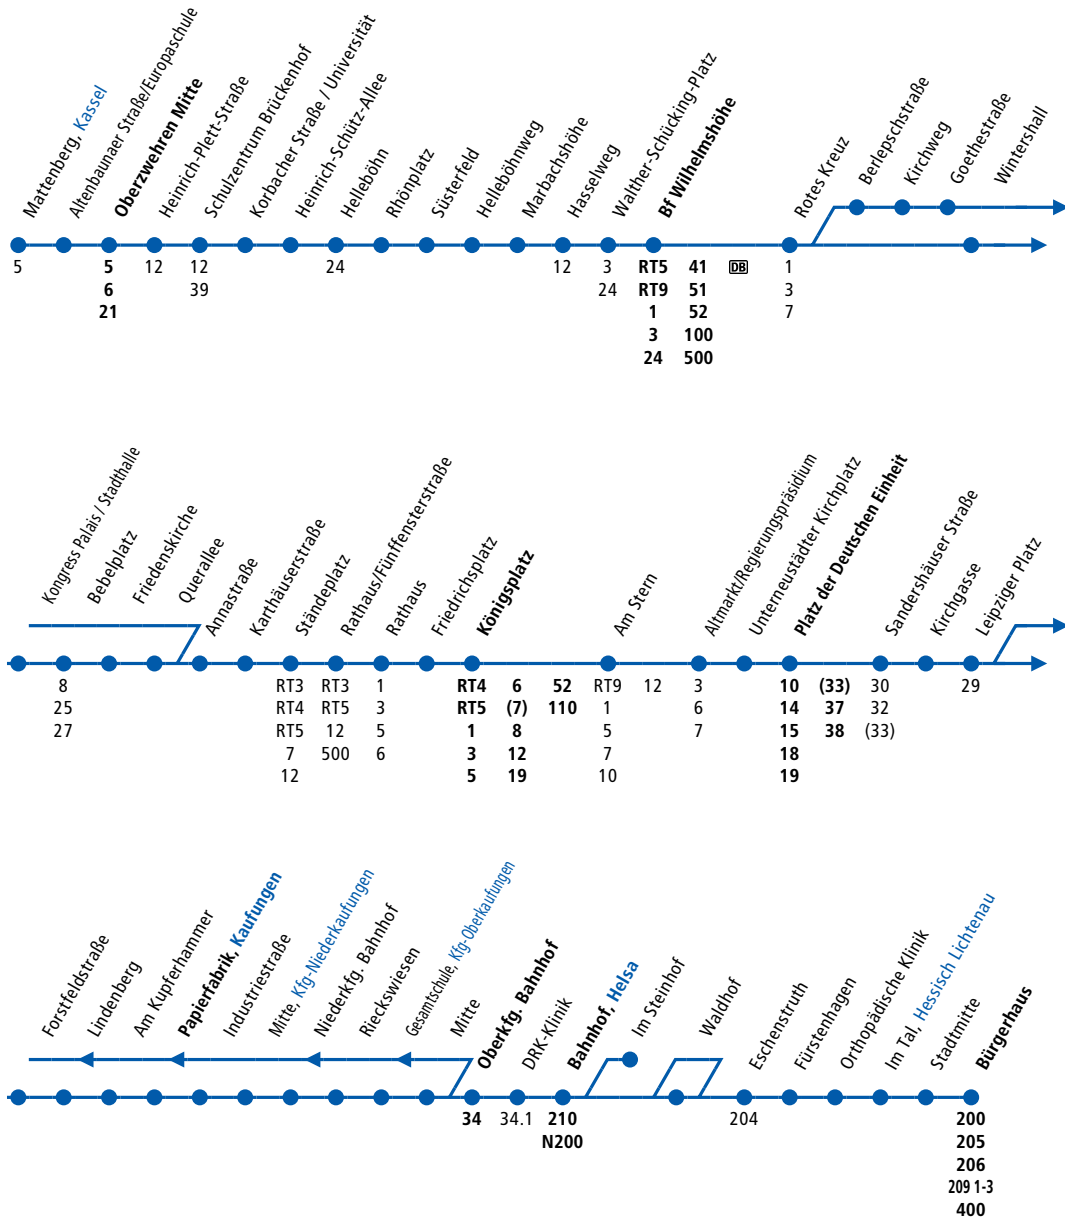 Mattenberg, Kassel
Altenbaunaer Straße/Europaschule
Oberzwehren Mitte
Heinrich-Plett-Straße
Schulzentrum Brückenhof
Korbacher Straße / Universität
Heinrich-Schütz-Allee
Helleböhn
Rhönplatz
Süsterfeld
Helleböhnweg
Marbachshöhe
Hasselweg
Walther-Schücking-Platz
Bf Wilhelmshöhe
Rotes Kreuz
Berlepschstraße
Kirchweg
Goethestraße
Wintershall
5 5 12 12 24 12 3 RT5 41 DB 1
6 39 24 RT9 51 3
21 1 52 7
3 100
24 500
Kongress Palais / Stadthalle
Bebelplatz
Friedenskirche
Querallee
Annastraße
Karthäuserstraße
Ständeplatz
Rathaus/Fünffensterstraße
Rathaus
Friedrichsplatz
Königsplatz
Am Stern
Altmarkt/Regierungspräsidium
Unterneustädter Kirchplatz
Platz der Deutschen Einheit
Sandershäuser Straße
Kirchgasse
Leipziger Platz
8 RT3 RT3 1 RT4 6 52 RT9 12 3 10 (33) 30 29
25 RT4 RT5 3 RT5 (7) 110 1 6 14 37 32
27 RT5 12 5 1 8 5 7 15 38 (33)
7 500 6 3 12 7 18
12 5 19 10 19
Forstfeldstraße
Lindenberg
Am Kupferhammer
Papierfabrik, Kaufungen
Industriestraße
Mitte, Kfg-Niederkaufungen
Niederkfg. Bahnhof
Rieckswiesen
Gesamtschule, Kfg-Oberkaufungen
Mitte
Oberkfg. Bahnhof
DRK-Klinik
Bahnhof, Helsa
Im Steinhof
Waldhof
Eschenstruth
Fürstenhagen
Orthopädische Klinik
Im Tal, Hessisch Lichtenau
Stadtmitte
Bürgerhaus
34 34.1 210 204 200
N200 205
206
209 1-3
400